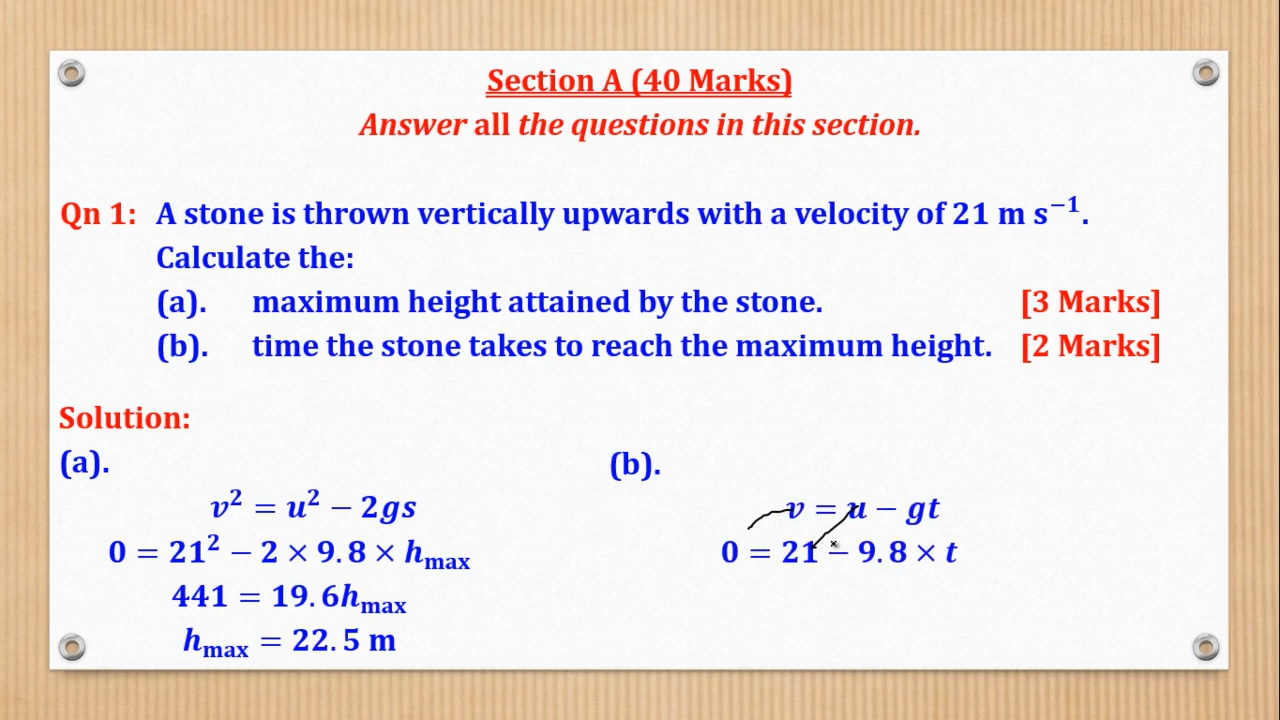 Section A (40 Marks)
Answer all the questions in this section.
Qn 1: A stone is thrown vertically upwards with a velocity of 21 m s⁻¹.
Calculate the:
(a). maximum height attained by the stone. [3 Marks]
(b). time the stone takes to reach the maximum height. [2 Marks]
Solution:
(a).
v² = u² − 2gs
0 = 21² − 2 × 9.8 × hₘₐₓ
441 = 19.6hₘₐₓ
hₘₐₓ = 22.5 m
(b).
v = u − gt
0 = 21 − 9.8 × t